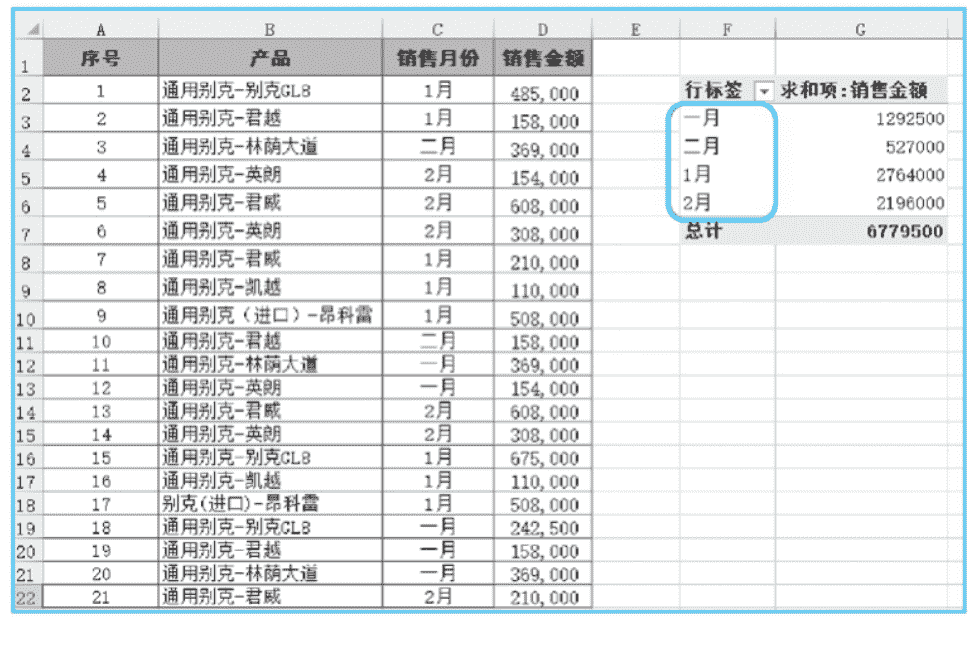 A B C D E F G
1 序号 产品 销售月份 销售金额
2 1 通用别克-别克GL8 1月 485,000 行标签 求和项:销售金额
3 2 通用别克-君越 1月 158,000 一月 1292500
4 3 通用别克-林荫大道 二月 369,000 二月 527000
5 4 通用别克-英朗 2月 154,000 1月 2764000
6 5 通用别克-君威 2月 608,000 2月 2196000
7 6 通用别克-英朗 2月 308,000 总计 6779500
8 7 通用别克-君威 1月 210,000
9 8 通用别克-凯越 1月 110,000
10 9 通用别克（进口）-昂科雷 1月 508,000
11 10 通用别克-君越 二月 158,000
12 11 通用别克-林荫大道 一月 369,000
13 12 通用别克-英朗 一月 154,000
14 13 通用别克-君威 2月 608,000
15 14 通用别克-英朗 2月 308,000
16 15 通用别克-别克GL8 1月 675,000
17 16 通用别克-凯越 1月 110,000
18 17 别克(进口)-昂科雷 1月 508,000
19 18 通用别克-别克GL8 一月 242,500
20 19 通用别克-君越 一月 158,000
21 20 通用别克-林荫大道 一月 369,000
22 21 通用别克-君威 2月 210,000